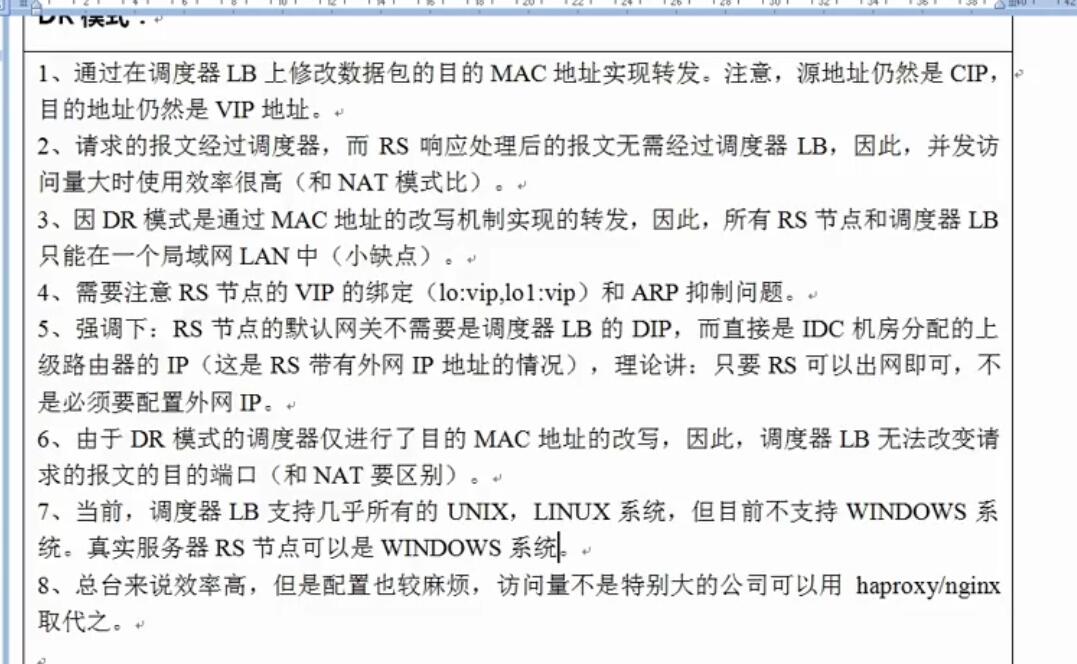 DR 模式：
1、通过在调度器 LB 上修改数据包的目的 MAC 地址实现转发。注意，源地址仍然是 CIP，
目的地址仍然是 VIP 地址。
2、请求的报文经过调度器，而 RS 响应处理后的报文无需经过调度器 LB，因此，并发访
问量大时使用效率很高（和 NAT 模式比）。
3、因 DR 模式是通过 MAC 地址的改写机制实现的转发，因此，所有 RS 节点和调度器 LB
只能在一个局域网 LAN 中（小缺点）。
4、需要注意 RS 节点的 VIP 的绑定（lo:vip,lo1:vip）和 ARP 抑制问题。
5、强调下：RS 节点的默认网关不需要是调度器 LB 的 DIP，而直接是 IDC 机房分配的上
级路由器的 IP（这是 RS 带有外网 IP 地址的情况），理论讲：只要 RS 可以出网即可，不
是必须要配置外网 IP。
6、由于 DR 模式的调度器仅进行了目的 MAC 地址的改写，因此，调度器 LB 无法改变请
求的报文的目的端口（和 NAT 要区别）。
7、当前，调度器 LB 支持几乎所有的 UNIX，LINUX 系统，但目前不支持 WINDOWS 系
统。真实服务器 RS 节点可以是 WINDOWS 系统。
8、总台来说效率高，但是配置也较麻烦，访问量不是特别大的公司可以用 haproxy/nginx
取代之。